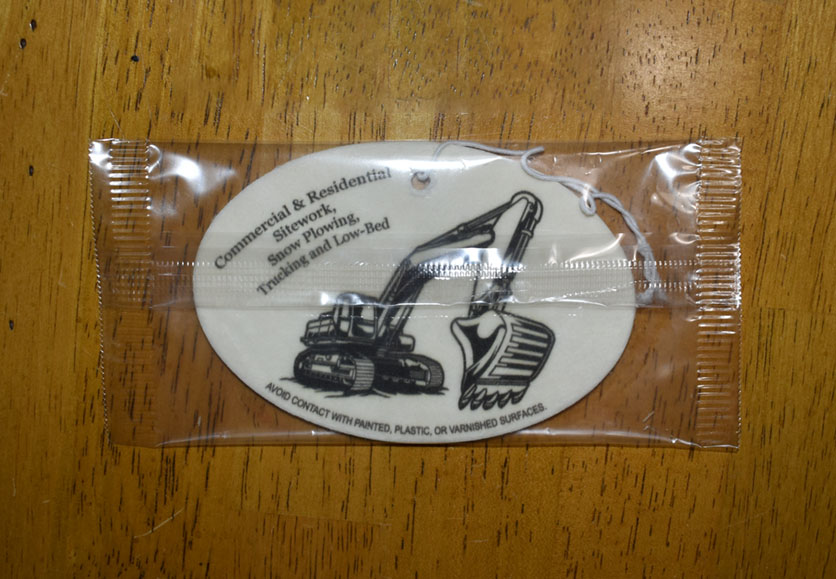 Commercial & Residential
Sitework,
Snow Plowing,
Trucking and Low-Bed
AVOID CONTACT WITH PAINTED, PLASTIC, OR VARNISHED SURFACES.